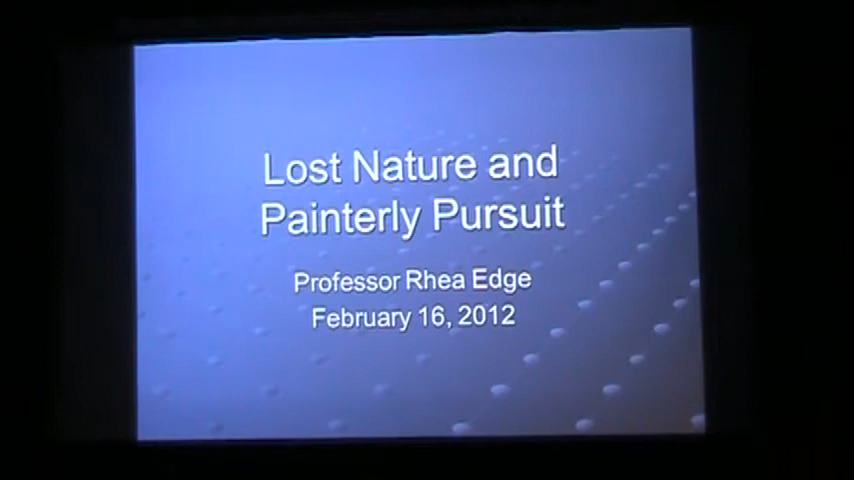 Lost Nature and
Painterly Pursuit
Professor Rhea Edge
February 16, 2012